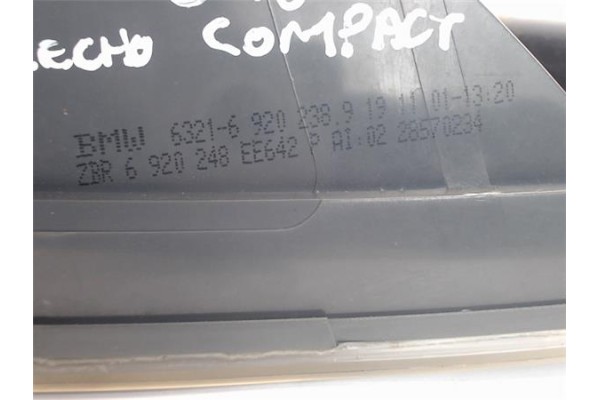 ECHO COMPACT
BMW 6321-6 920 238.9 19 11 01-13:20
ZBR 6 920 248 EE642 P AI:02 28570234